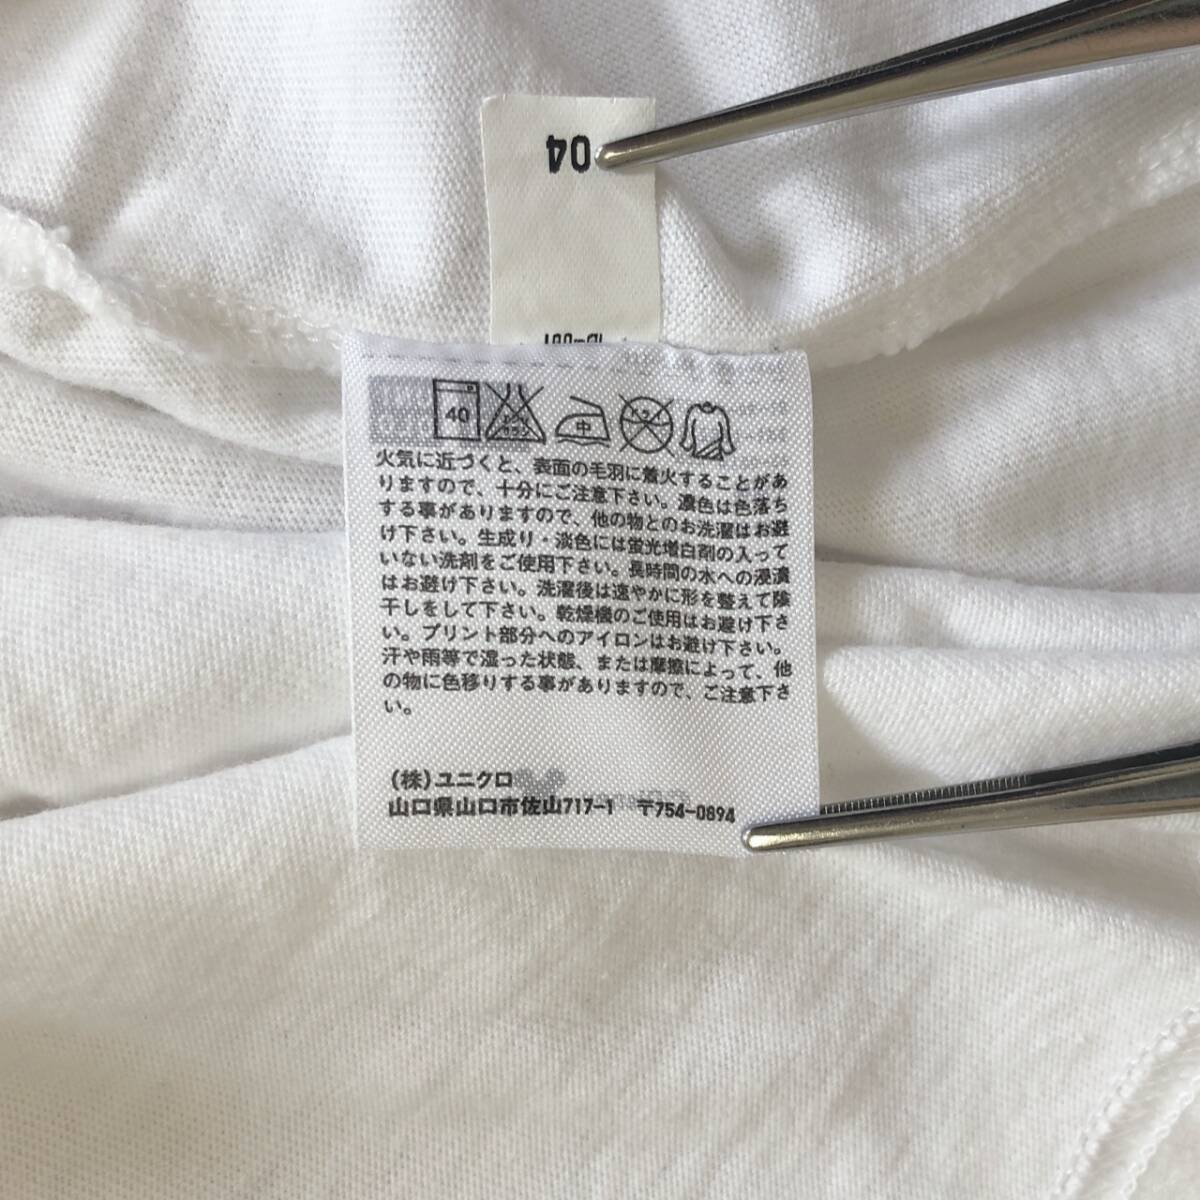 04
40
エンソ
サラシ
中
ドライ
火気に近づくと、表面の毛羽に着火することがあ
りますので、十分にご注意下さい。濃色は色落ち
する事がありますので、他の物とのお洗濯はお避
け下さい。生成り・淡色には蛍光増白剤の入って
いない洗剤をご使用下さい。長時間の水への浸漬
はお避け下さい。洗濯後は速やかに形を整えて陰
干しをして下さい。乾燥機のご使用はお避け下さ
い。プリント部分へのアイロンはお避け下さい。
汗や雨等で湿った状態、または摩擦によって、他
の物に色移りする事がありますので、ご注意下さ
い。
(株)ユニクロ
山口県山口市佐山717-1 〒754-0894